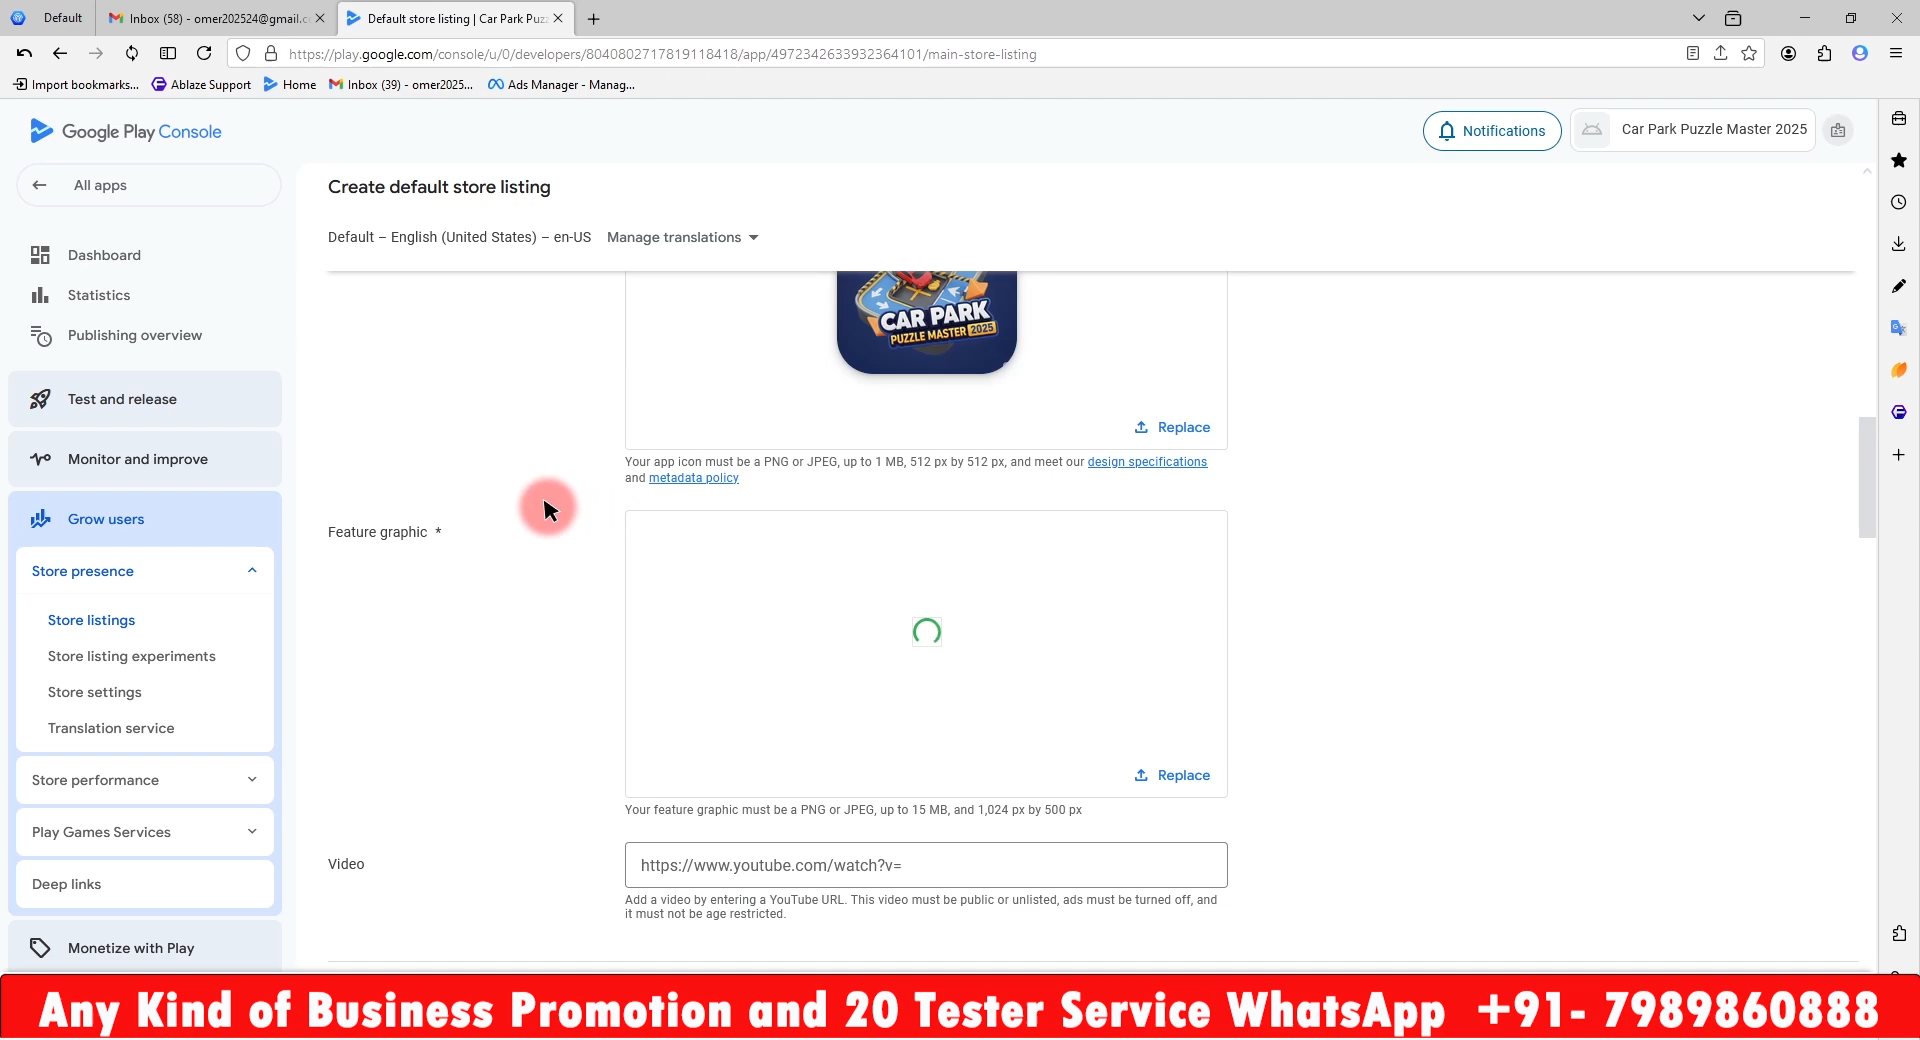 Default
Inbox (58) - omer202524@gmail.c
Default store listing | Car Park Puz
https://play.google.com/console/u/0/developers/8040802717819118418/app/4972342633932364101/main-store-listing
Import bookmarks...
Ablaze Support
Home
Inbox (39) - omer2025...
Ads Manager - Manag...
Google Play Console
Notifications
Car Park Puzzle Master 2025
All apps
Create default store listing
Default – English (United States) – en-US
Manage translations
Dashboard
Statistics
Publishing overview
Test and release
Monitor and improve
Grow users
Store presence
Store listings
Store listing experiments
Store settings
Translation service
Store performance
Play Games Services
Deep links
Monetize with Play
CAR PARK
PUZZLE MASTER 2025
Replace
Your app icon must be a PNG or JPEG, up to 1 MB, 512 px by 512 px, and meet our design specifications
and metadata policy
Feature graphic *
Replace
Your feature graphic must be a PNG or JPEG, up to 15 MB, and 1,024 px by 500 px
Video
https://www.youtube.com/watch?v=
Add a video by entering a YouTube URL. This video must be public or unlisted, ads must be turned off, and
it must not be age restricted.
Any Kind of Business Promotion and 20 Tester Service WhatsApp +91- 7989860888